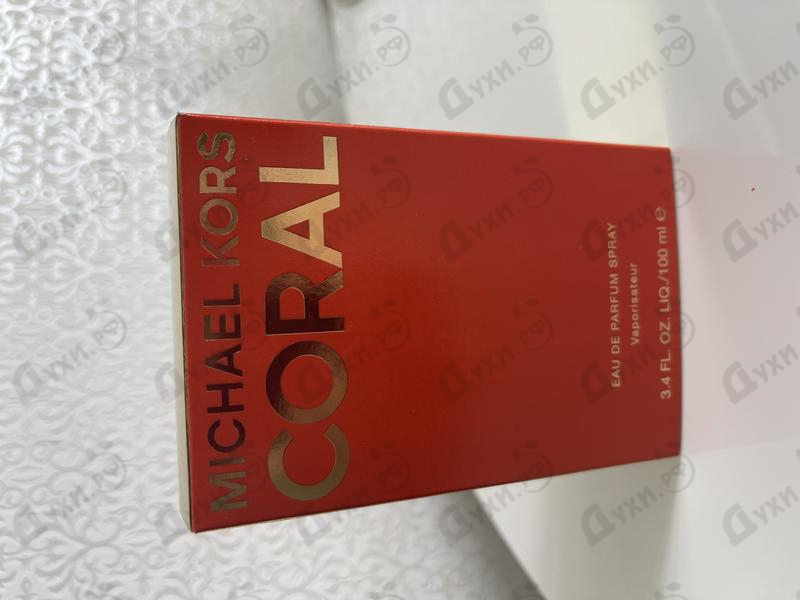 MICHAEL KORS
CORAL
EAU DE PARFUM SPRAY
Vaporisateur
3.4 FL. OZ. LIQ./100 ml ℮
Духи.РФ